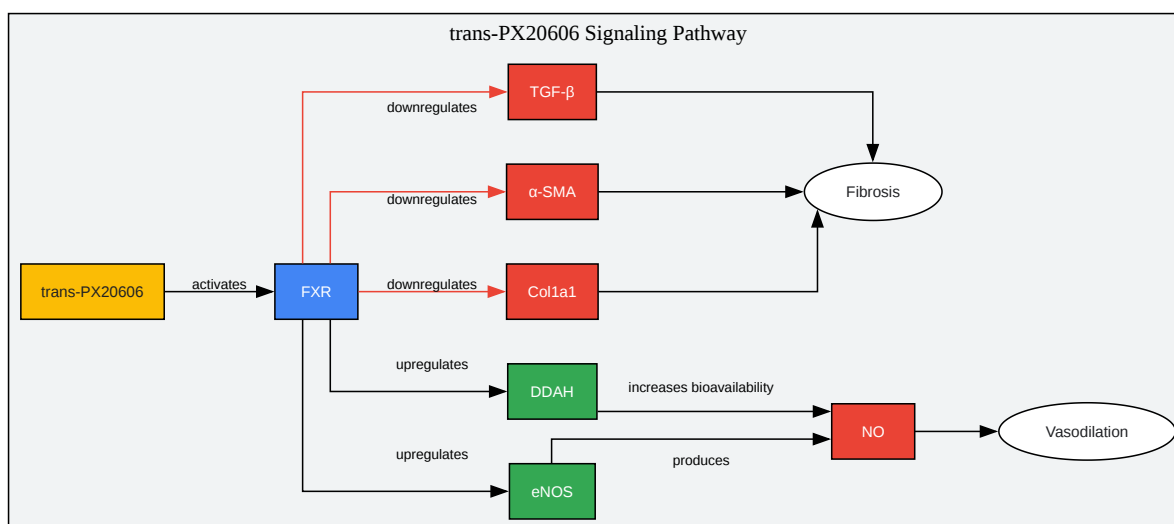 trans-PX20606 Signaling Pathway
TGF-β
downregulates
α-SMA
downregulates
Fibrosis
trans-PX20606
activates
FXR
downregulates
Col1a1
upregulates
DDAH
increases bioavailability
NO
Vasodilation
upregulates
produces
eNOS